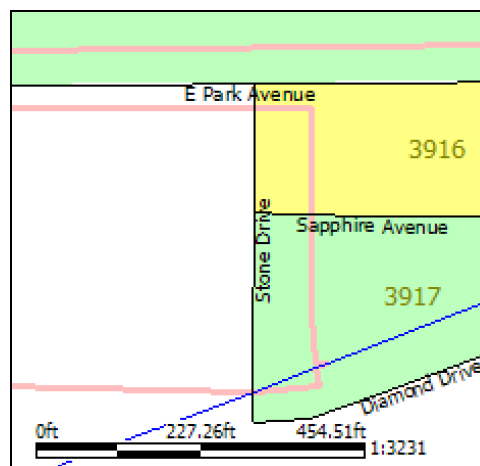 E Park Avenue
3916
Stone Drive
Sapphire Avenue
3917
Diamond Drive
0ft 227.26ft 454.51ft
1:3231